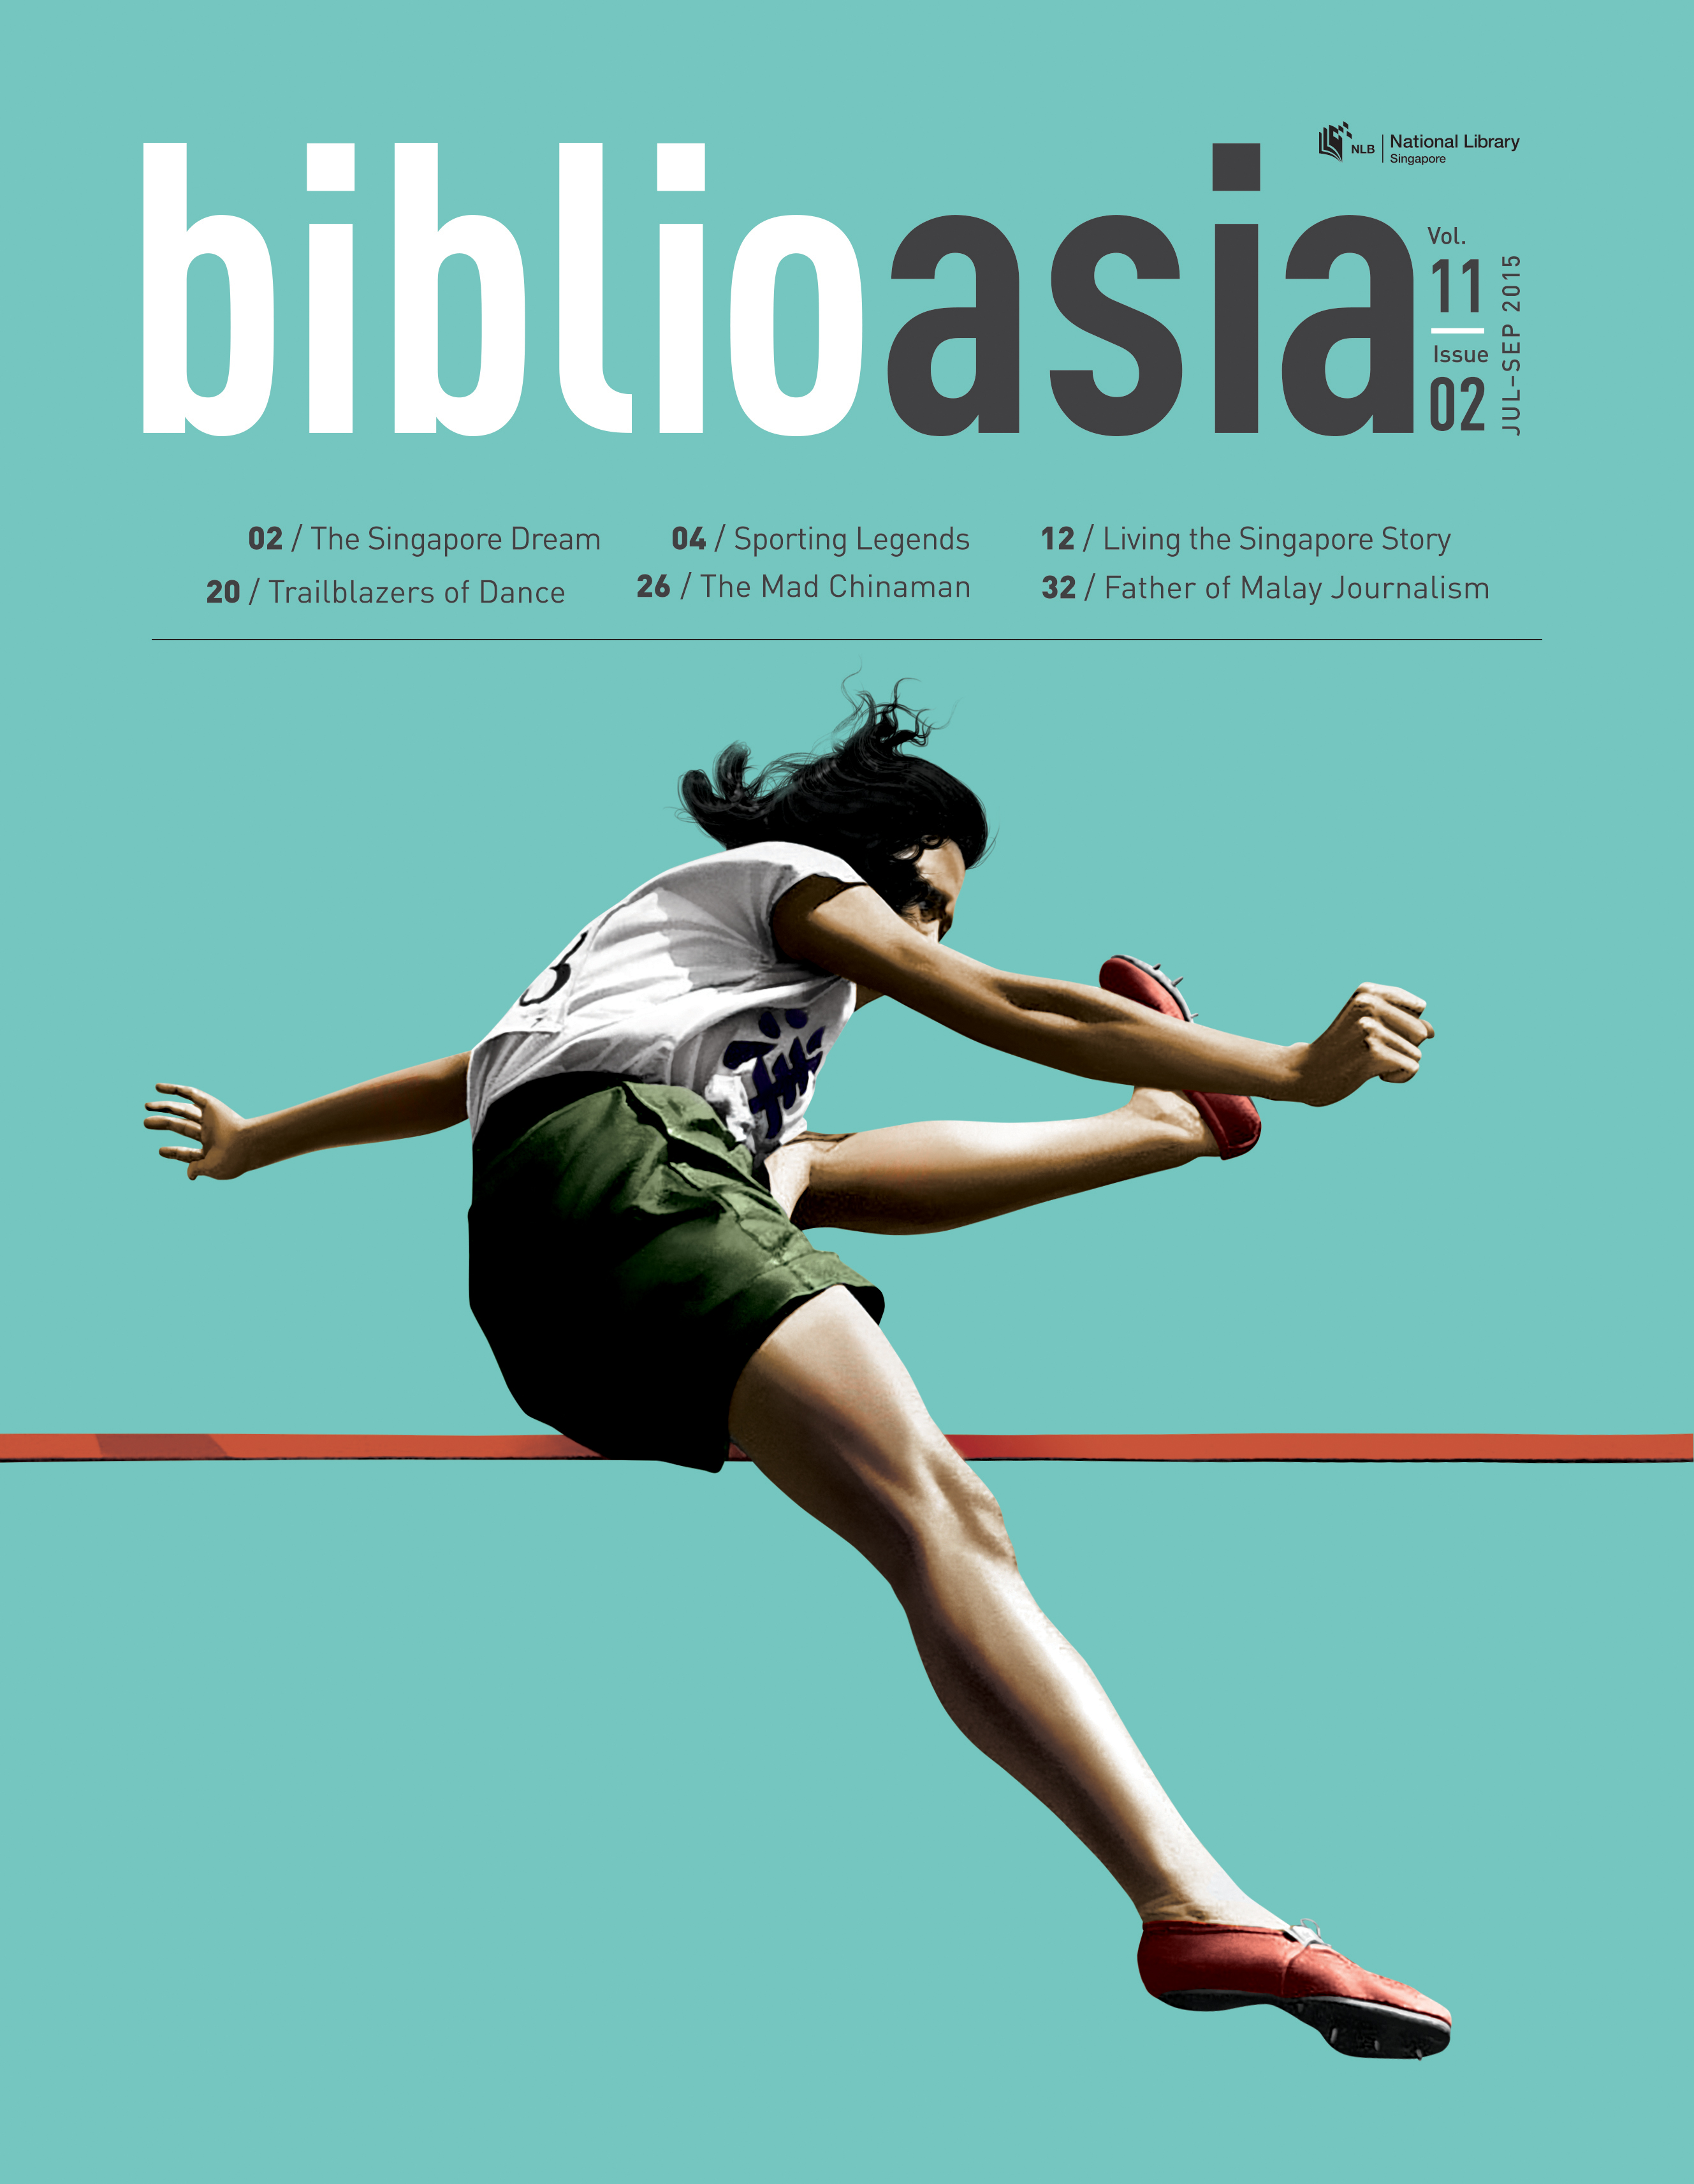 NLB
National Library
Singapore
biblioasia
Vol.
11
Issue
02
JUL–SEP 2015
02 / The Singapore Dream
04 / Sporting Legends
12 / Living the Singapore Story
20 / Trailblazers of Dance
26 / The Mad Chinaman
32 / Father of Malay Journalism